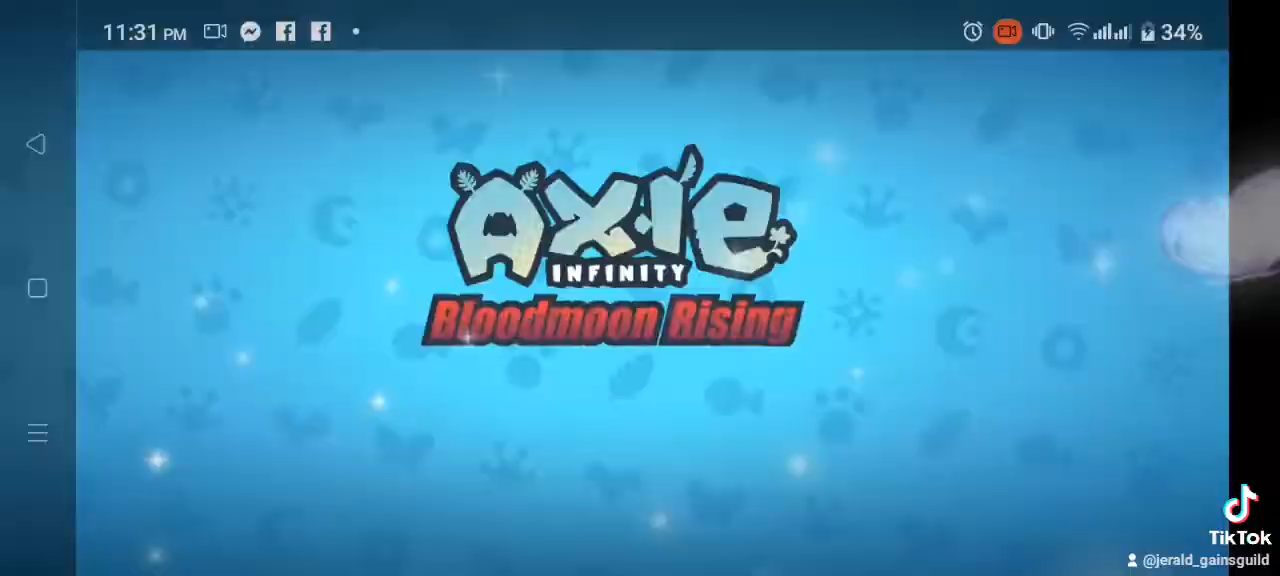 11:31 PM
34%
Axie
INFINITY
Bloodmoon Rising
TikTok
@jerald_gainsguild